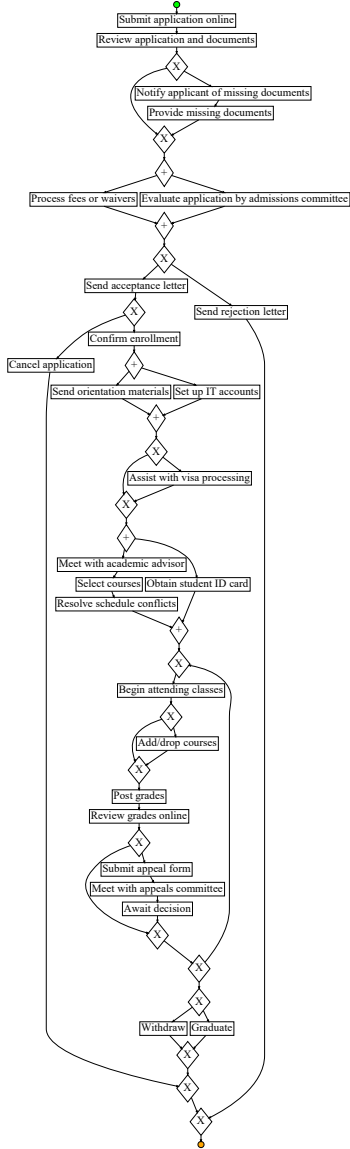 Submit application online
Review application and documents
X
Notify applicant of missing documents
Provide missing documents
X
+
Process fees or waivers
Evaluate application by admissions committee
+
X
Send acceptance letter
X
Send rejection letter
Confirm enrollment
Cancel application
+
Send orientation materials
Set up IT accounts
+
X
Assist with visa processing
X
+
Meet with academic advisor
Select courses
Obtain student ID card
Resolve schedule conflicts
+
X
Begin attending classes
X
Add/drop courses
X
Post grades
Review grades online
X
Submit appeal form
Meet with appeals committee
Await decision
X
X
X
Withdraw
Graduate
X
X
X